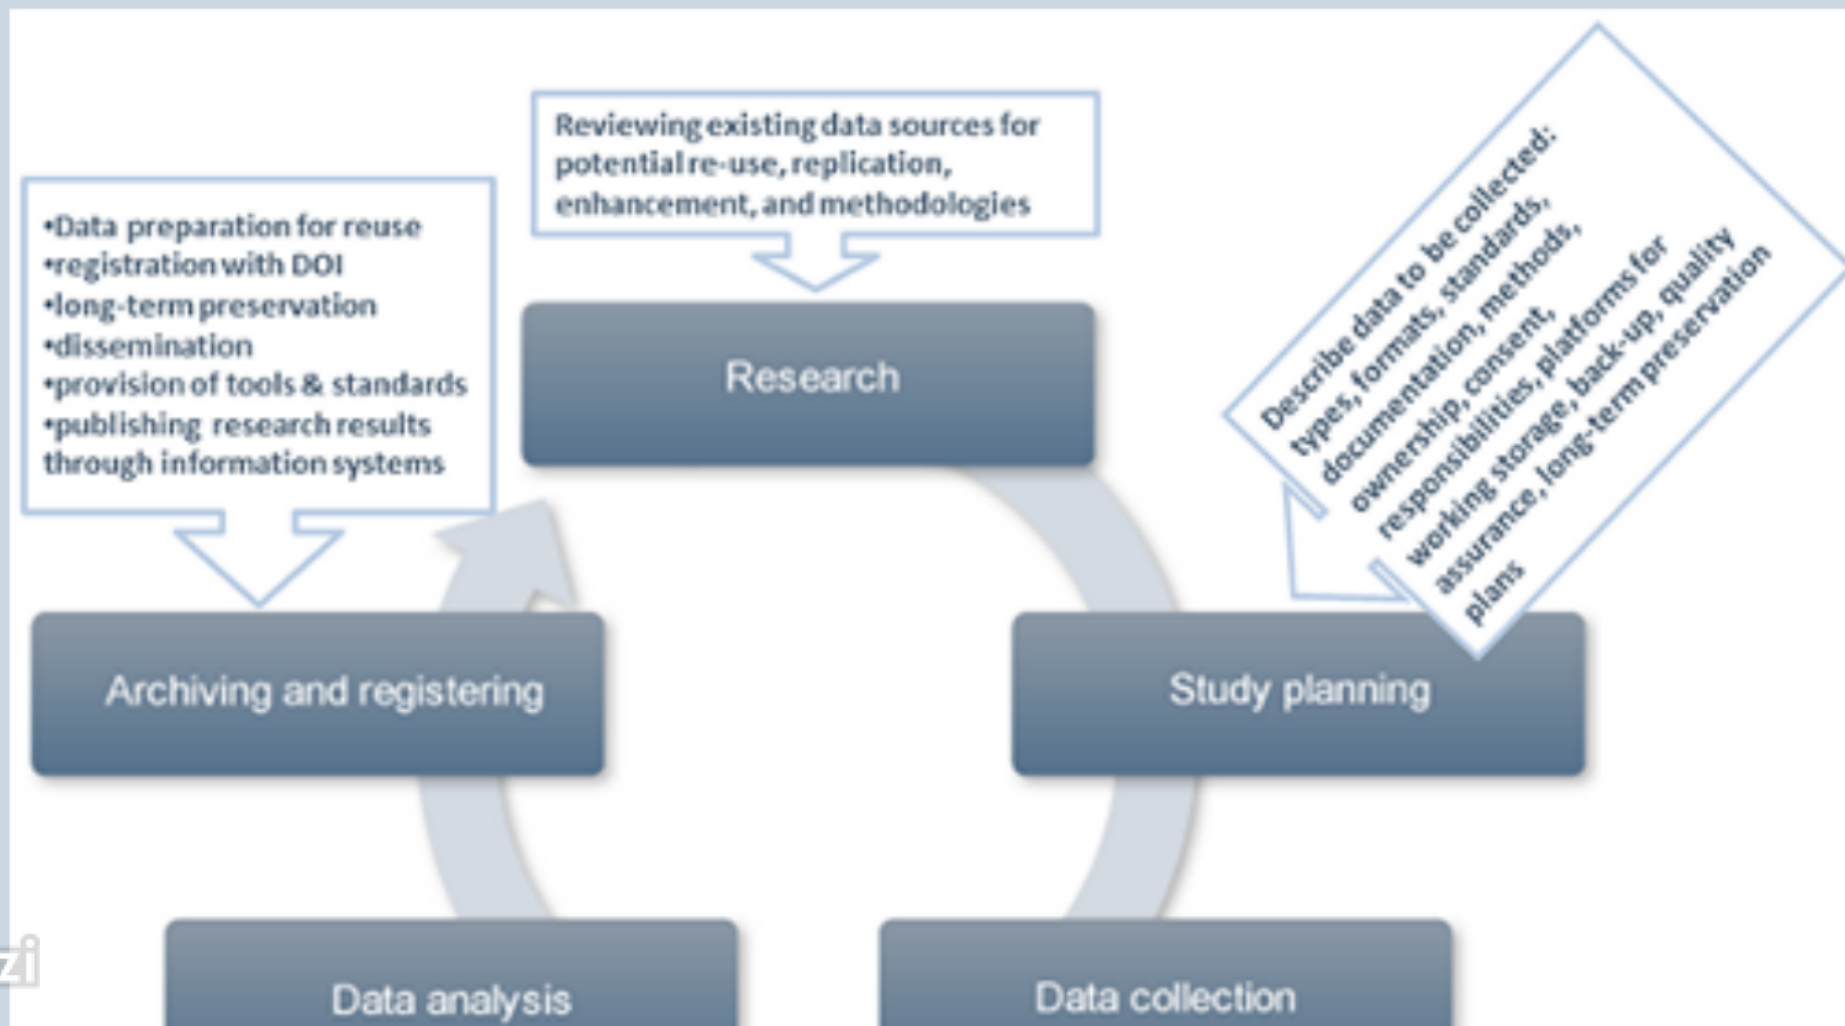 Reviewing existing data sources for
potential re-use, replication,
enhancement, and methodologies
•Data preparation for reuse
•registration with DOI
•long-term preservation
•dissemination
•provision of tools & standards
•publishing research results
through information systems
Describe data to be collected:
types, formats, standards,
documentation, methods,
ownership, consent,
responsibilities, platforms for
working storage, back-up, quality
assurance, long-term preservation
plans
Research
Archiving and registering
Study planning
Data analysis
Data collection
zi